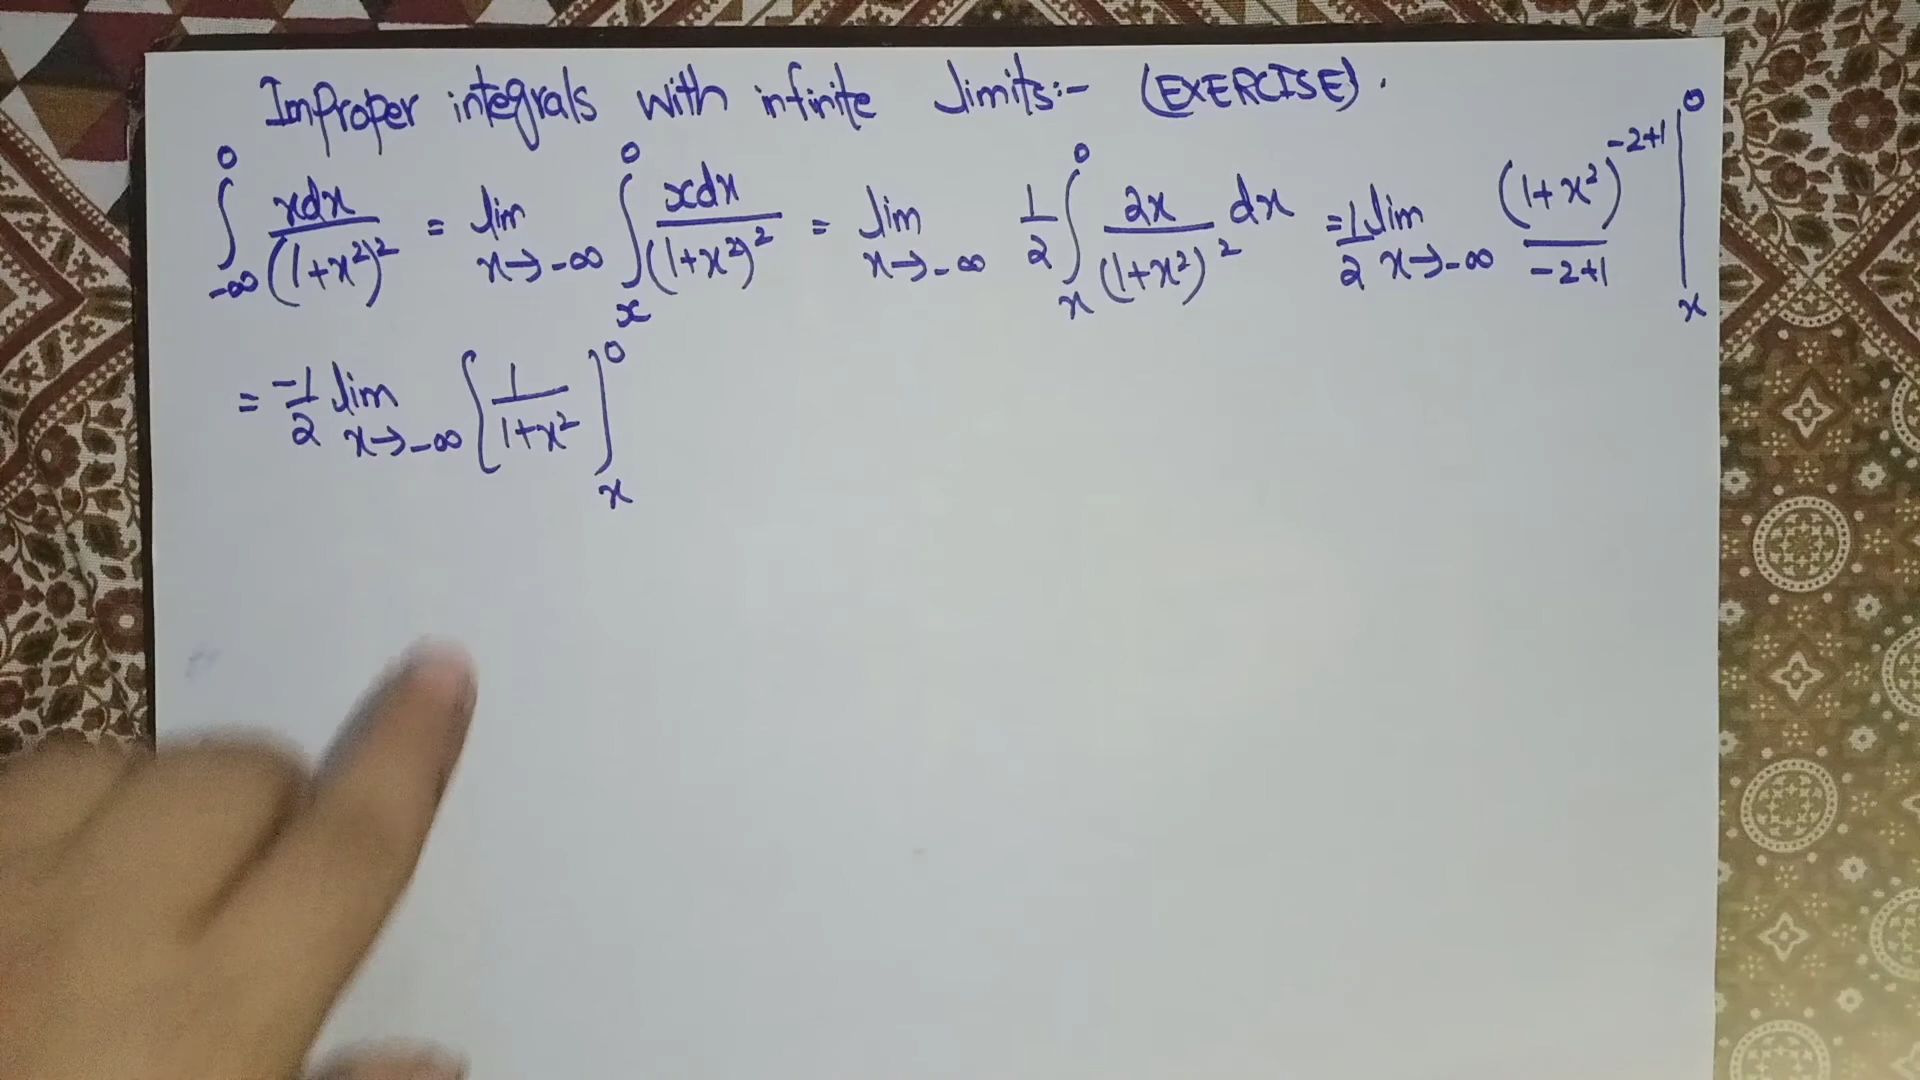 Improper integrals with infinite limits:- (EXERCISE).
∫_{-∞}^{0} xdx/(1+x²)² = lim_{x→-∞} ∫_{x}^{0} xdx/(1+x²)² = lim_{x→-∞} 1/2 ∫_{x}^{0} 2x/(1+x²)² dx = 1/2 lim_{x→-∞} (1+x²)^{-2+1}/(-2+1) |_{x}^{0}
= -1/2 lim_{x→-∞} [1/(1+x²)]_{x}^{0}